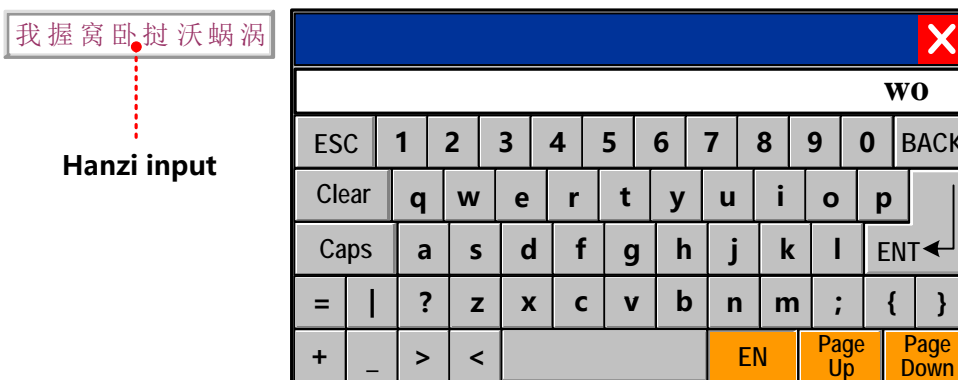 我握窝卧挝沃蜗涡
Hanzi input
X
wo
ESC 1 2 3 4 5 6 7 8 9 0 BACK
Clear q w e r t y u i o p
Caps a s d f g h j k l ENT
= | ? z x c v b n m ; { }
+ _ > < EN Page Up Page Down